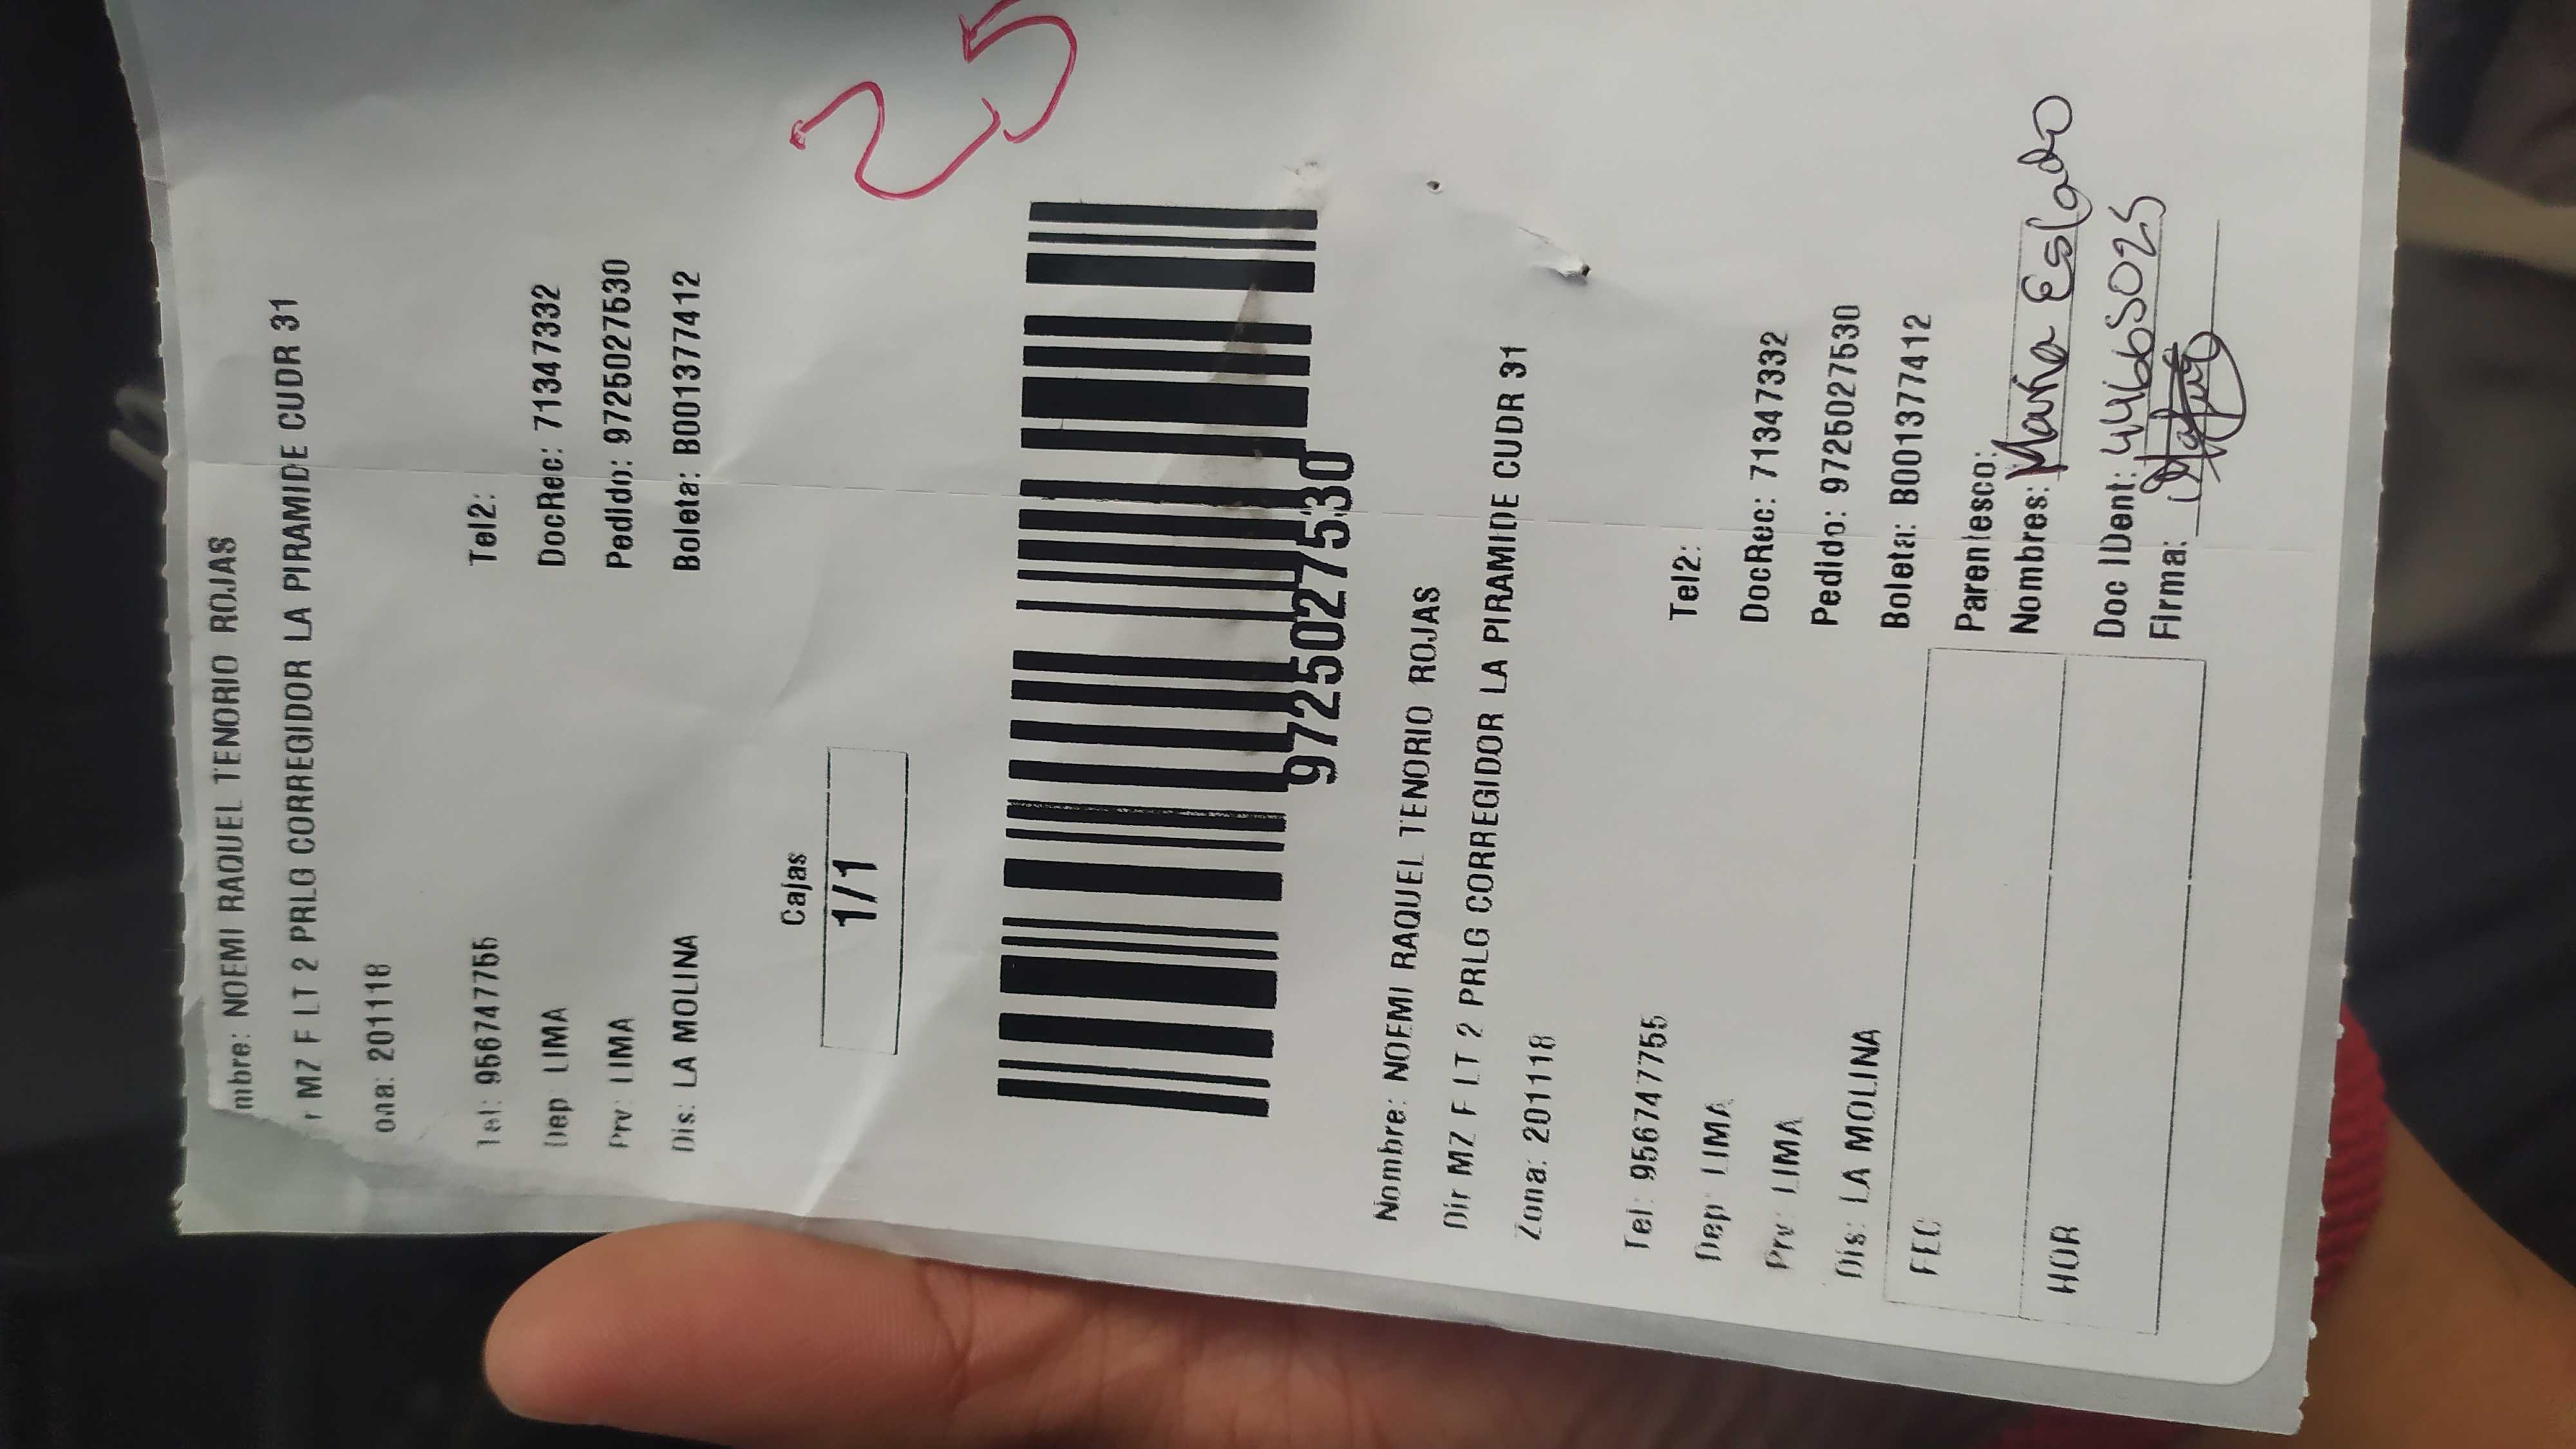 mbre: NOEMI RAQUEL TENORIO ROJAS
r MZ F LT 2 PRLG CORREGIDOR LA PIRAMIDE CUDR 31
ona: 201118
Tel: 956747755 Tel2:
Dep: LIMA DocRec: 71347332
Prv: LIMA Pedido: 9725027530
Dis: LA MOLINA Boleta: B001377412
Cajas
1/1
25
9725027530
Nombre: NOEMI RAQUEL TENORIO ROJAS
Dir MZ F LT 2 PRLG CORREGIDOR LA PIRAMIDE CUDR 31
Zona: 201118
Tel: 956747755 Tel2:
Dep: LIMA DocRec: 71347332
Prv: LIMA Pedido: 9725027530
Dis: LA MOLINA Boleta: B001377412
FEC
HOR
Parentesco:
Nombres: Maria
Doc IDent: 44665025
Firma: